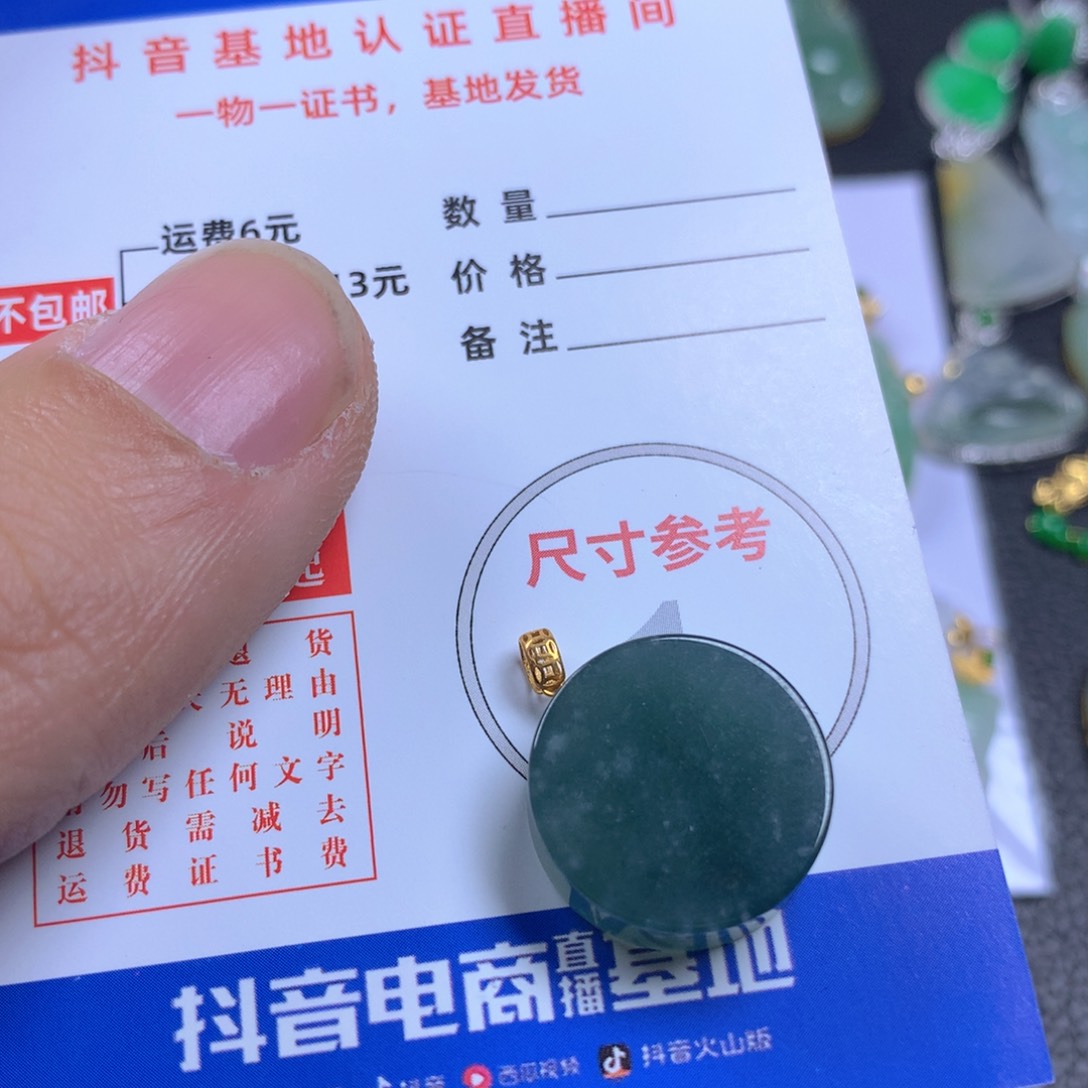 抖音基地认证直播间
一物一证书，基地发货
运费6元
3元
不包邮
数量
价格
备注
尺寸参考
货
无理由
后说明
勿写任何文字
退货需减去
运费证书费
抖音电商直播基地
抖音 西瓜视频 抖音火山版